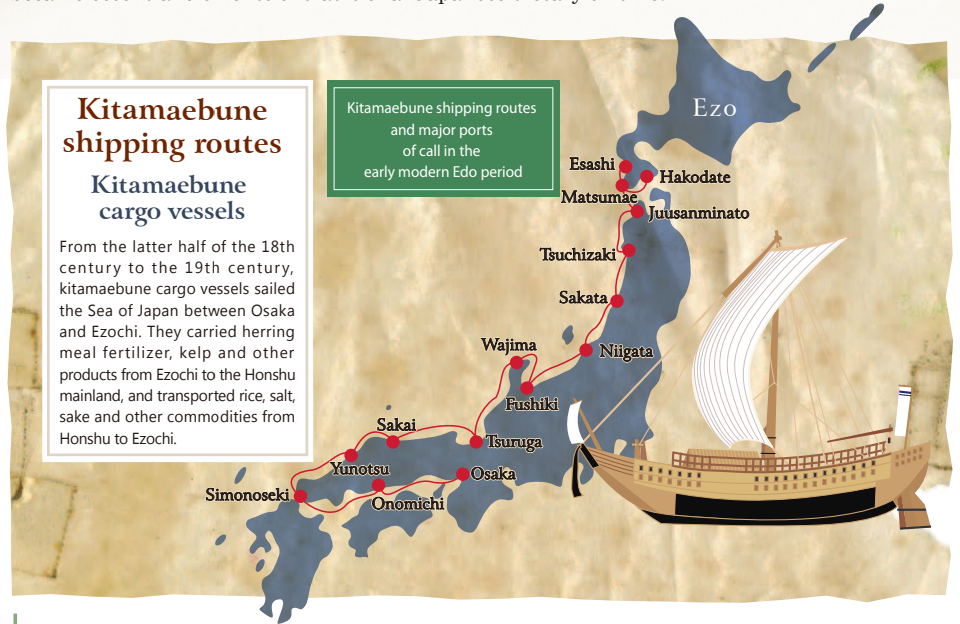 Kitamaebune
shipping routes
Kitamaebune
cargo vessels
From the latter half of the 18th
century to the 19th century,
kitamaebune cargo vessels sailed
the Sea of Japan between Osaka
and Ezochi. They carried herring
meal fertilizer, kelp and other
products from Ezochi to the Honshu
mainland, and transported rice, salt,
sake and other commodities from
Honshu to Ezochi.
Kitamaebune shipping routes
and major ports
of call in the
early modern Edo period
Ezo
Esashi
Hakodate
Matsumae
Juusanminato
Tsuchizaki
Sakata
Wajima
Niigata
Fushiki
Sakai
Tsuruga
Yunotsu
Osaka
Simonoseki
Onomichi